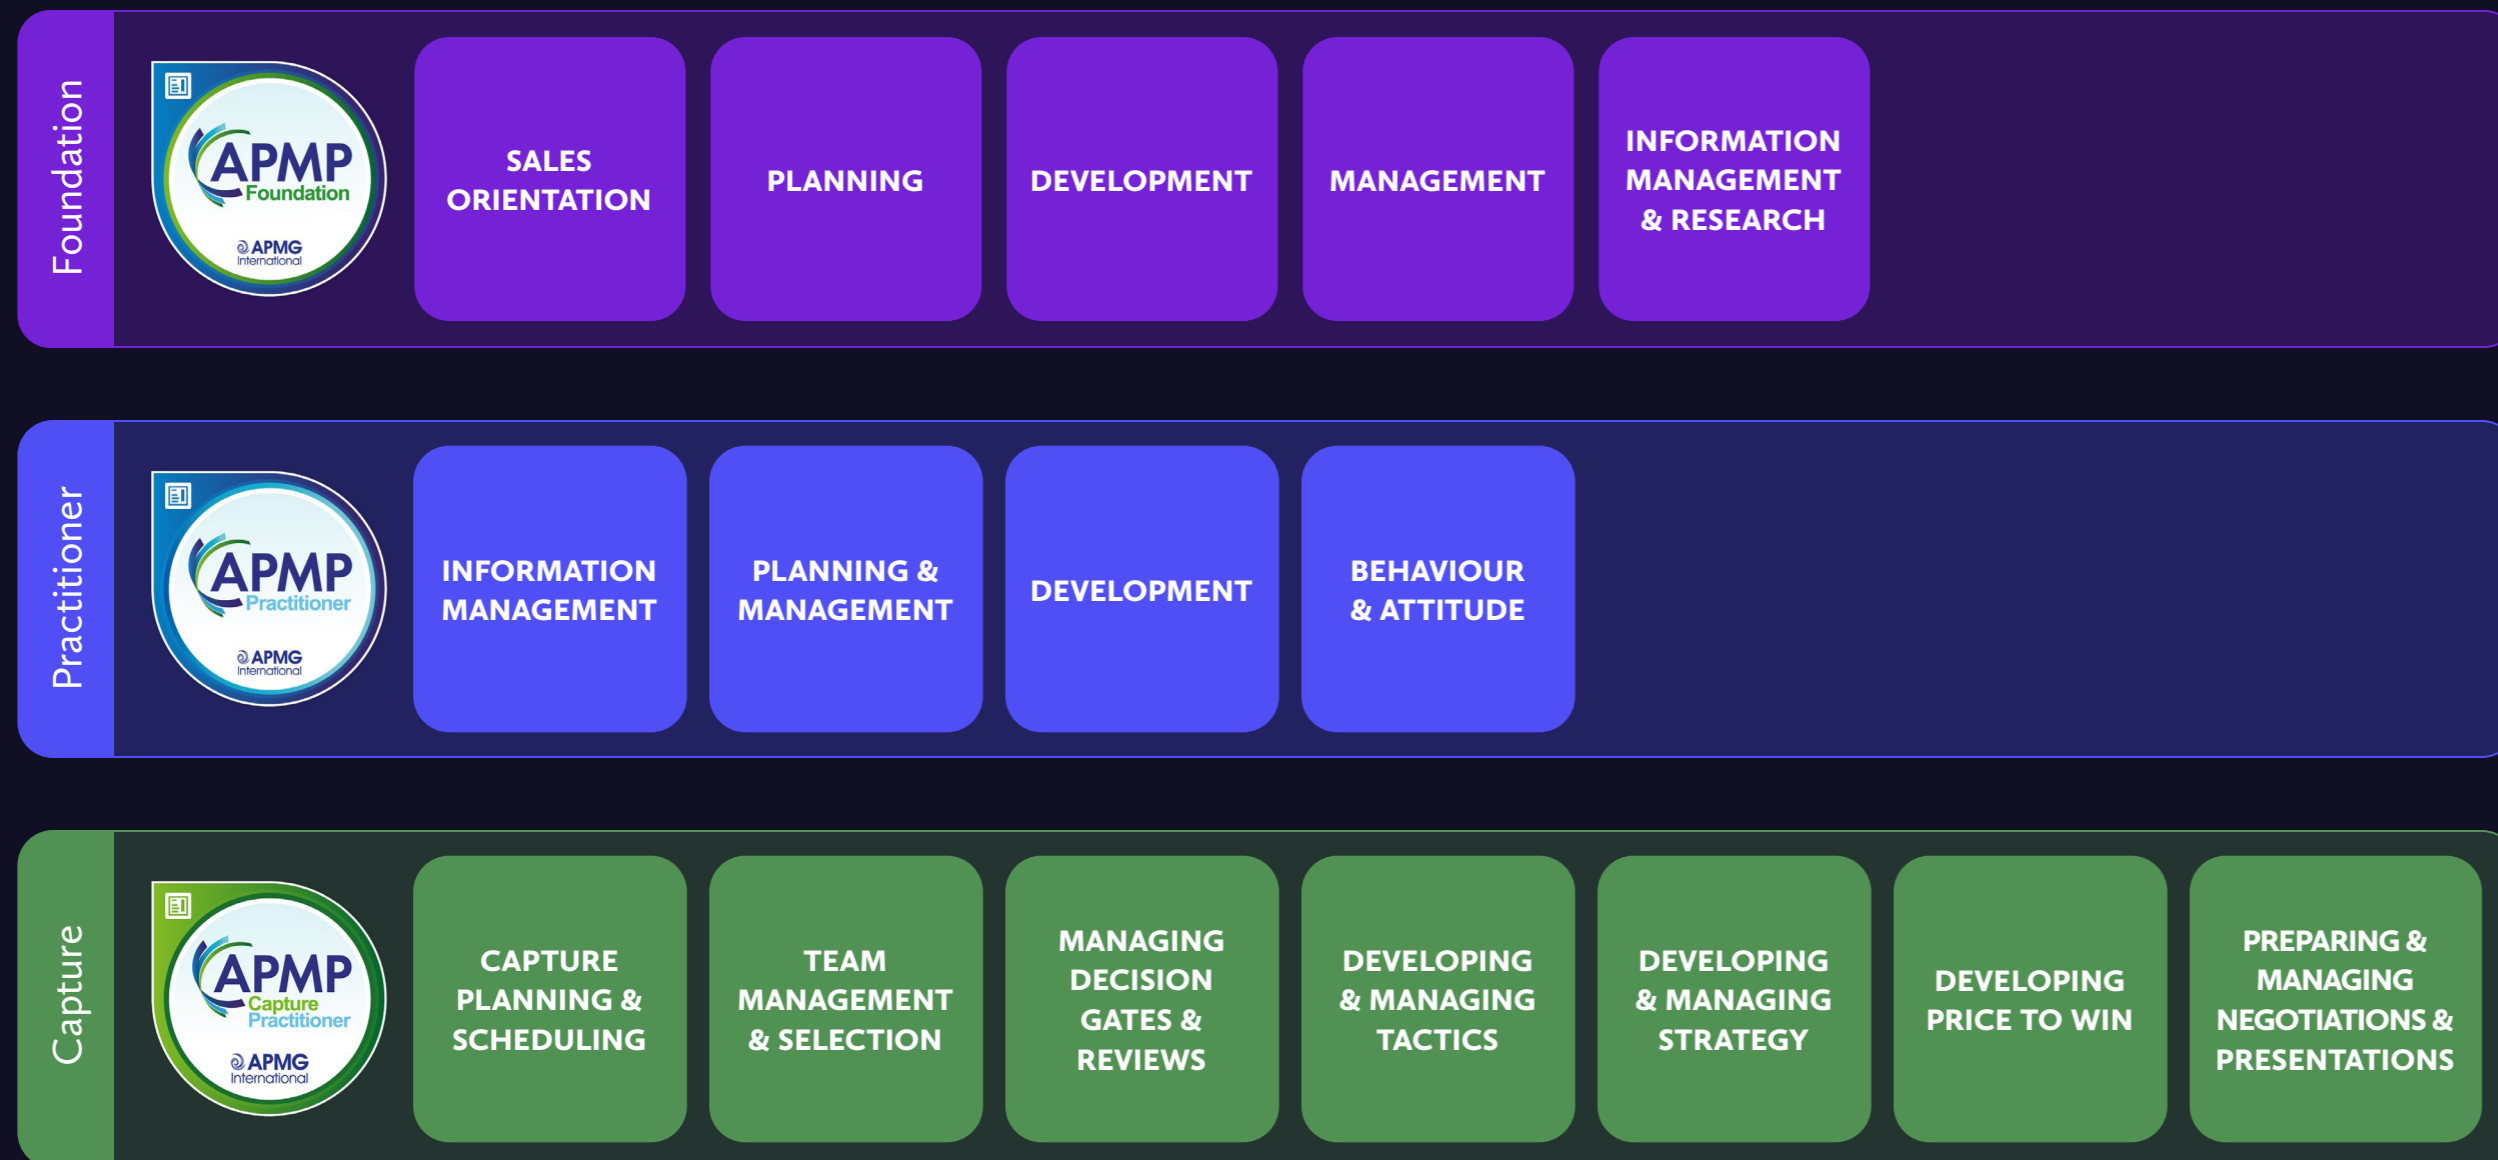 Foundation
APMP
Foundation
APMG
International
SALES
ORIENTATION
PLANNING
DEVELOPMENT
MANAGEMENT
INFORMATION
MANAGEMENT
& RESEARCH
Practitioner
APMP
Practitioner
APMG
International
INFORMATION
MANAGEMENT
PLANNING &
MANAGEMENT
DEVELOPMENT
BEHAVIOUR
& ATTITUDE
Capture
APMP
Capture
Practitioner
APMG
International
CAPTURE
PLANNING &
SCHEDULING
TEAM
MANAGEMENT
& SELECTION
MANAGING
DECISION
GATES &
REVIEWS
DEVELOPING
& MANAGING
TACTICS
DEVELOPING
& MANAGING
STRATEGY
DEVELOPING
PRICE TO WIN
PREPARING &
MANAGING
NEGOTIATIONS &
PRESENTATIONS